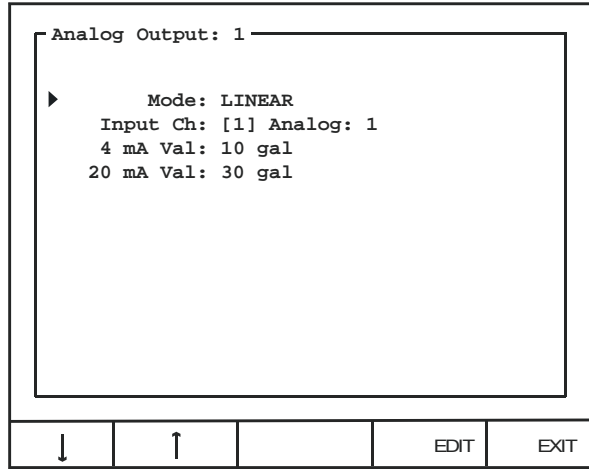 Analog Output: 1
Mode: LINEAR
Input Ch: [1] Analog: 1
4 mA Val: 10 gal
20 mA Val: 30 gal
↓ ↑ EDIT EXIT